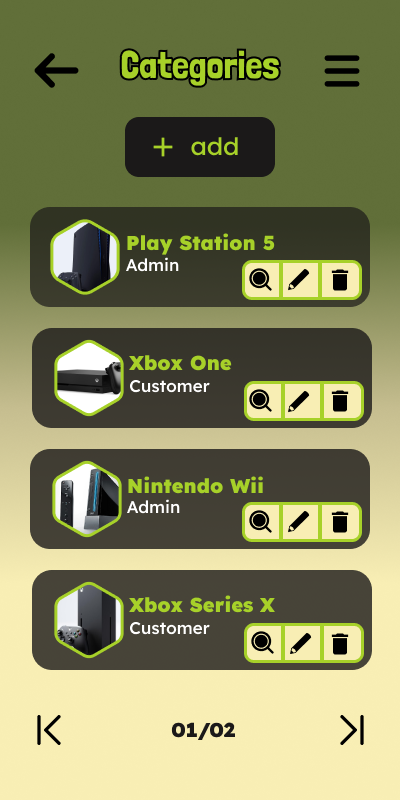 Categories
+ add
Play Station 5
Admin
Xbox One
Customer
Nintendo Wii
Admin
Xbox Series X
Customer
01/02